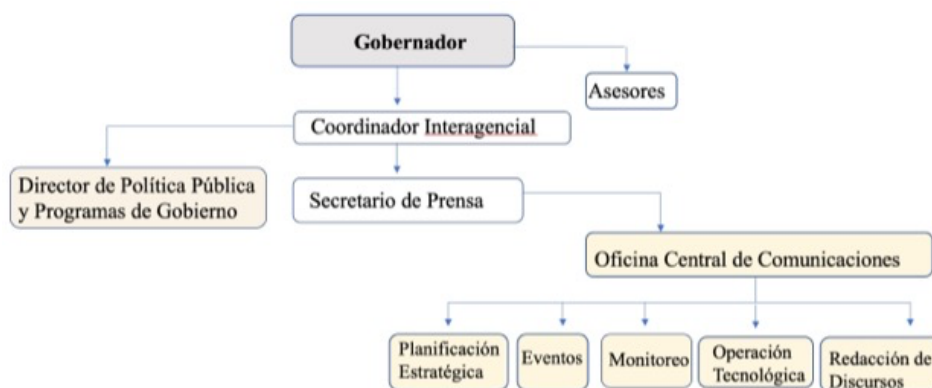 Gobernador
Asesores
Coordinador Interagencial
Director de Política Pública
y Programas de Gobierno
Secretario de Prensa
Oficina Central de Comunicaciones
Planificación
Estratégica
Eventos
Monitoreo
Operación
Tecnológica
Redacción de
Discursos